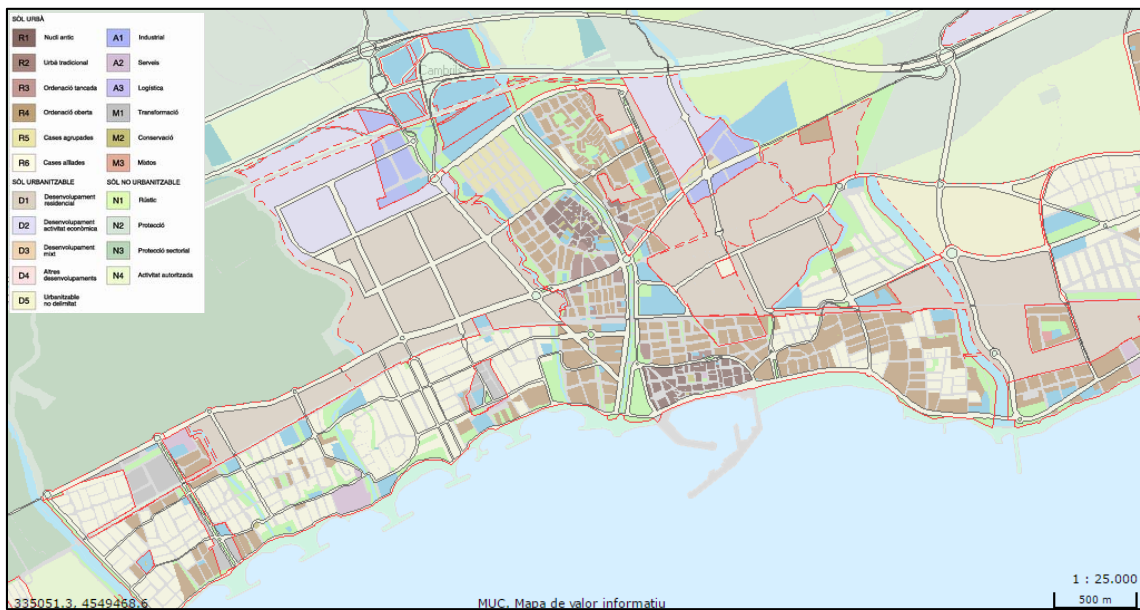 SÒL URBÀ
R1 Nucli antic
A1 Industrial
R2 Urbà tradicional
A2 Serveis
R3 Ordenació tancada
A3 Logística
R4 Ordenació oberta
M1 Transformació
R5 Cases agrupades
M2 Conservació
R6 Cases aïllades
M3 Mixtos
SÒL URBANITZABLE
SÒL NO URBANITZABLE
D1 Desenvolupament
residencial
N1 Rústic
D2 Desenvolupament
activitat econòmica
N2 Protecció
D3 Desenvolupament
mixt
N3 Protecció sectorial
D4 Altres
desenvolupaments
N4 Activitat autoritzada
D5 Urbanitzable
no delimitat
Cambrils
1 : 25.000
335051.3, 4549468.6
MUC. Mapa de valor informatiu
500 m